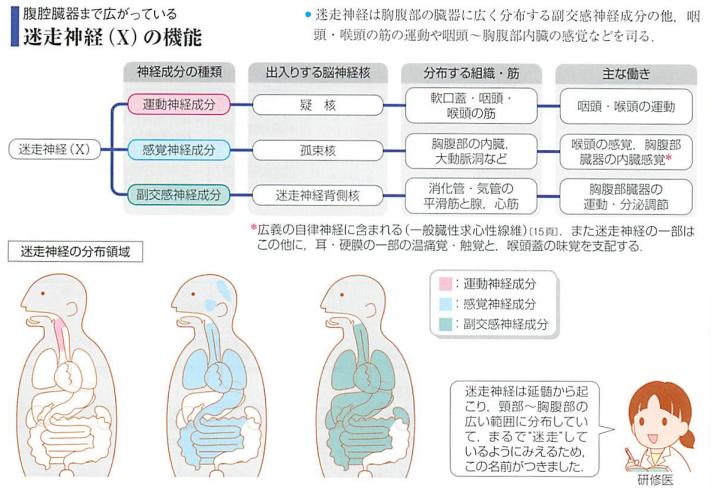 腹腔臓器まで広がっている
迷走神経(X)の機能
● 迷走神経は胸腹部の臓器に広く分布する副交感神経成分の他，咽
頭・喉頭の筋の運動や咽頭～胸腹部内臓の感覚などを司る．
神経成分の種類
出入りする脳神経核
分布する組織・筋
主な働き
迷走神経(X)
運動神経成分
疑 核
軟口蓋・咽頭・
喉頭の筋
咽頭・喉頭の運動
感覚神経成分
孤束核
胸腹部の内臓，
大動脈洞など
喉頭の感覚，胸腹部
臓器の内臓感覚*
副交感神経成分
迷走神経背側核
消化管・気管の
平滑筋と腺，心筋
胸腹部臓器の
運動・分泌調節
*広義の自律神経に含まれる(一般臓性求心性線維)〔15頁〕．また迷走神経の一部は
この他に，耳・硬膜の一部の温痛覚・触覚と，喉頭蓋の味覚を支配する．
迷走神経の分布領域
：運動神経成分
：感覚神経成分
：副交感神経成分
迷走神経は延髄から起
こり，頸部～胸腹部の
広い範囲に分布してい
て，まるで“迷走”して
いるようにみえるため，
この名前がつきました．
研修医